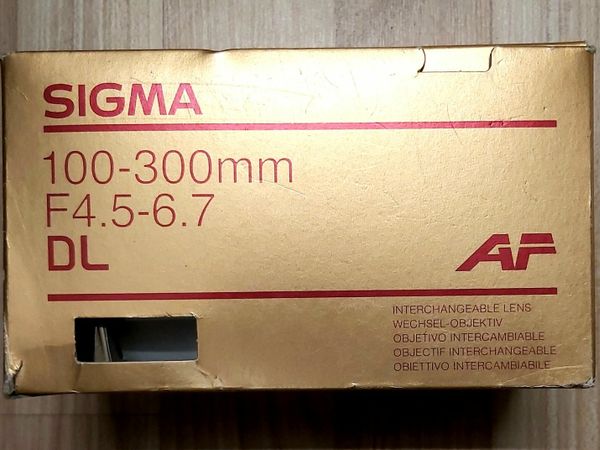 SIGMA
100-300mm
F4.5-6.7
DL
AF
INTERCHANGEABLE LENS
WECHSEL-OBJEKTIV
OBJETIVO INTERCAMBIABLE
OBJECTIF INTERCHANGEABLE
OBIETTIVO INTERCAMBIABILE